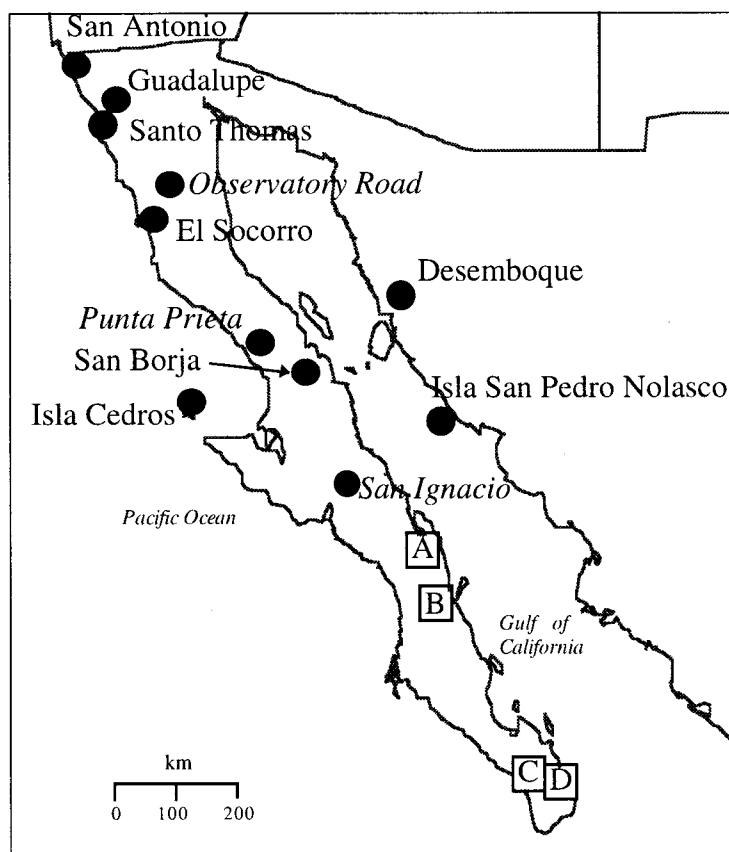 San Antonio
Guadalupe
Santo Thomas
Observatory Road
El Socorro
Desemboque
Punta Prieta
San Borja
Isla San Pedro Nolasco
Isla Cedros
San Ignacio
Pacific Ocean
A
B
Gulf of
California
km
C
D
0 100 200